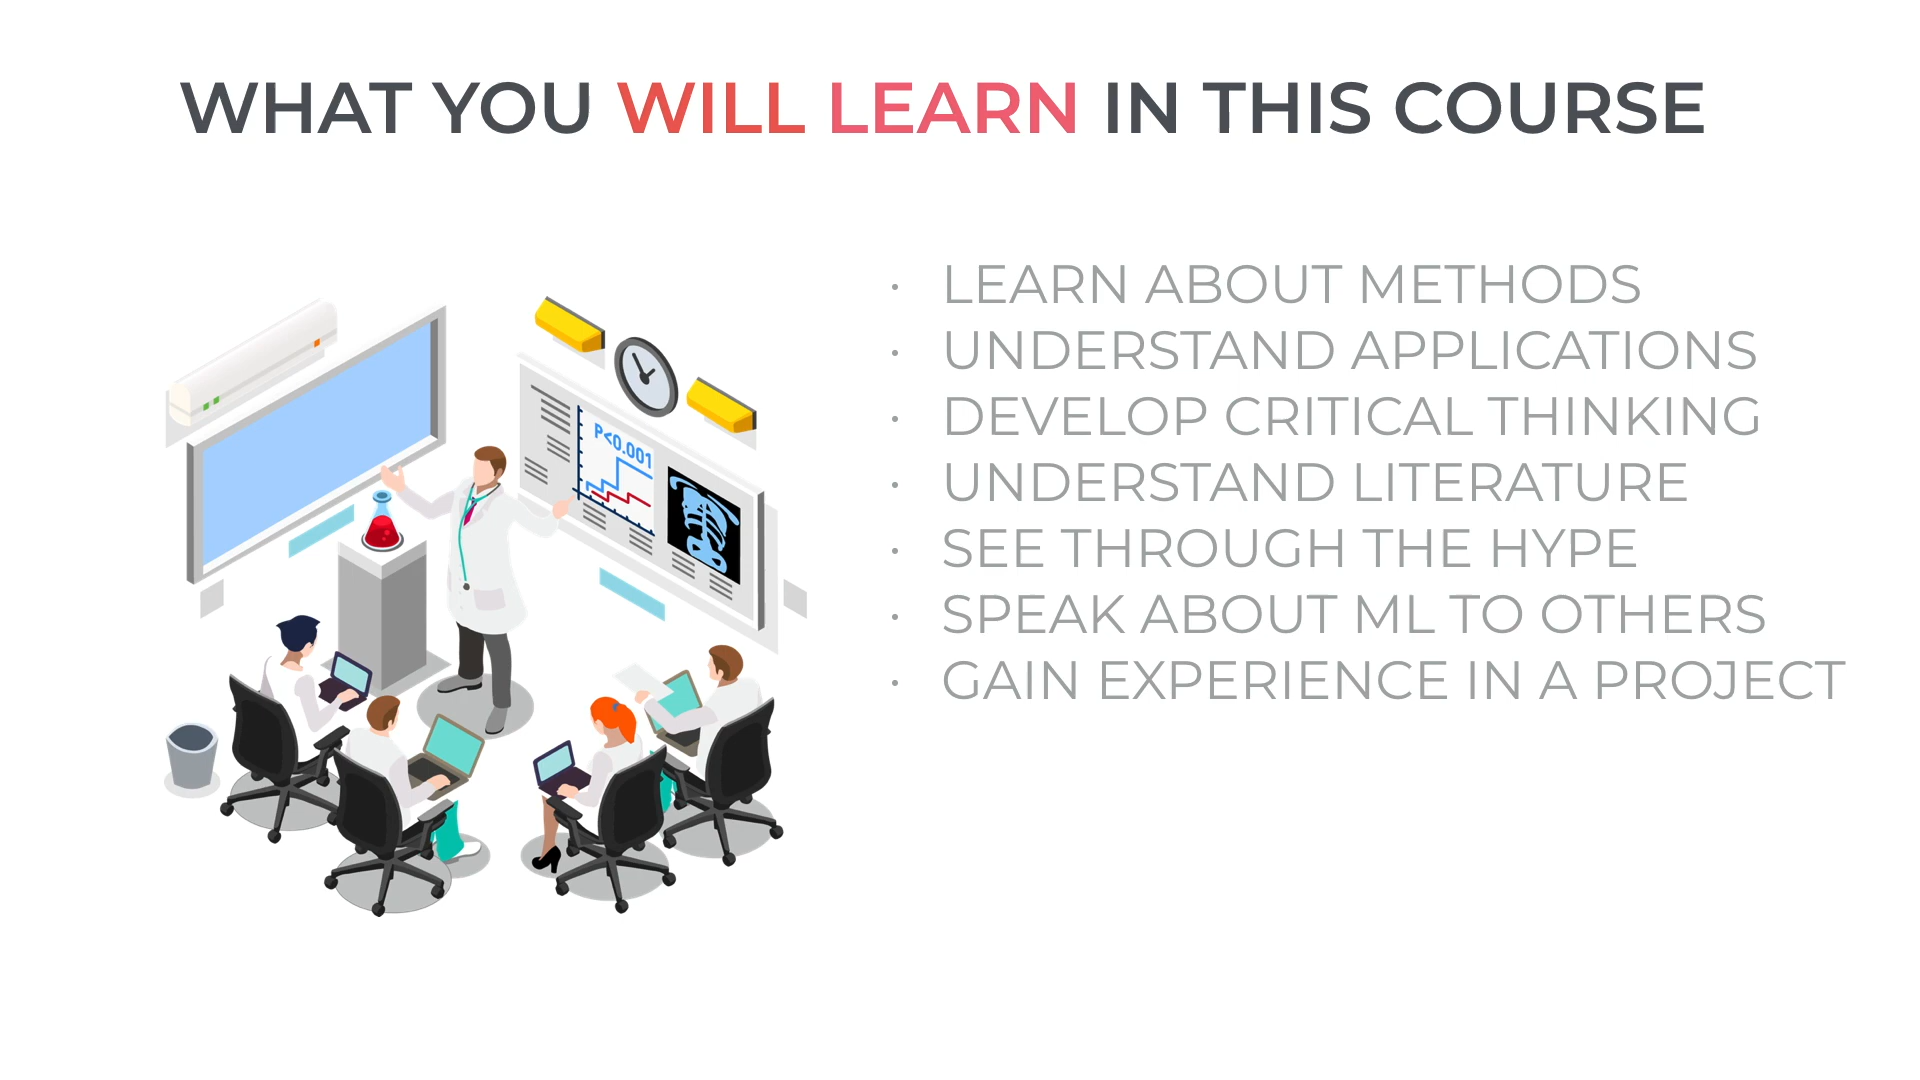 WHAT YOU WILL LEARN IN THIS COURSE
P<0.001
· LEARN ABOUT METHODS
· UNDERSTAND APPLICATIONS
· DEVELOP CRITICAL THINKING
· UNDERSTAND LITERATURE
· SEE THROUGH THE HYPE
· SPEAK ABOUT ML TO OTHERS
· GAIN EXPERIENCE IN A PROJECT